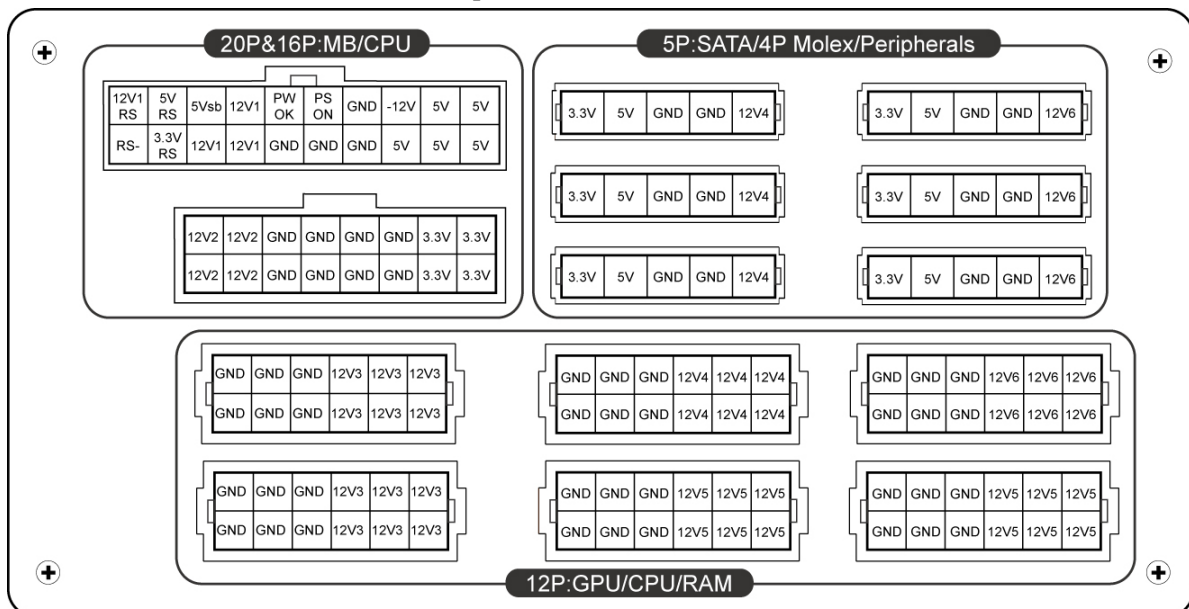 20P&16P:MB/CPU
12V1 RS 5V RS 5Vsb 12V1 PW OK PS ON GND -12V 5V 5V
RS- 3.3V RS 12V1 12V1 GND GND GND 5V 5V 5V
12V2 12V2 GND GND GND GND 3.3V 3.3V
12V2 12V2 GND GND GND GND 3.3V 3.3V
5P:SATA/4P Molex/Peripherals
3.3V 5V GND GND 12V4
3.3V 5V GND GND 12V6
3.3V 5V GND GND 12V4
3.3V 5V GND GND 12V6
3.3V 5V GND GND 12V4
3.3V 5V GND GND 12V6
GND GND GND 12V3 12V3 12V3
GND GND GND 12V3 12V3 12V3
GND GND GND 12V4 12V4 12V4
GND GND GND 12V4 12V4 12V4
GND GND GND 12V6 12V6 12V6
GND GND GND 12V6 12V6 12V6
GND GND GND 12V3 12V3 12V3
GND GND GND 12V3 12V3 12V3
GND GND GND 12V5 12V5 12V5
GND GND GND 12V5 12V5 12V5
GND GND GND 12V5 12V5 12V5
GND GND GND 12V5 12V5 12V5
12P:GPU/CPU/RAM